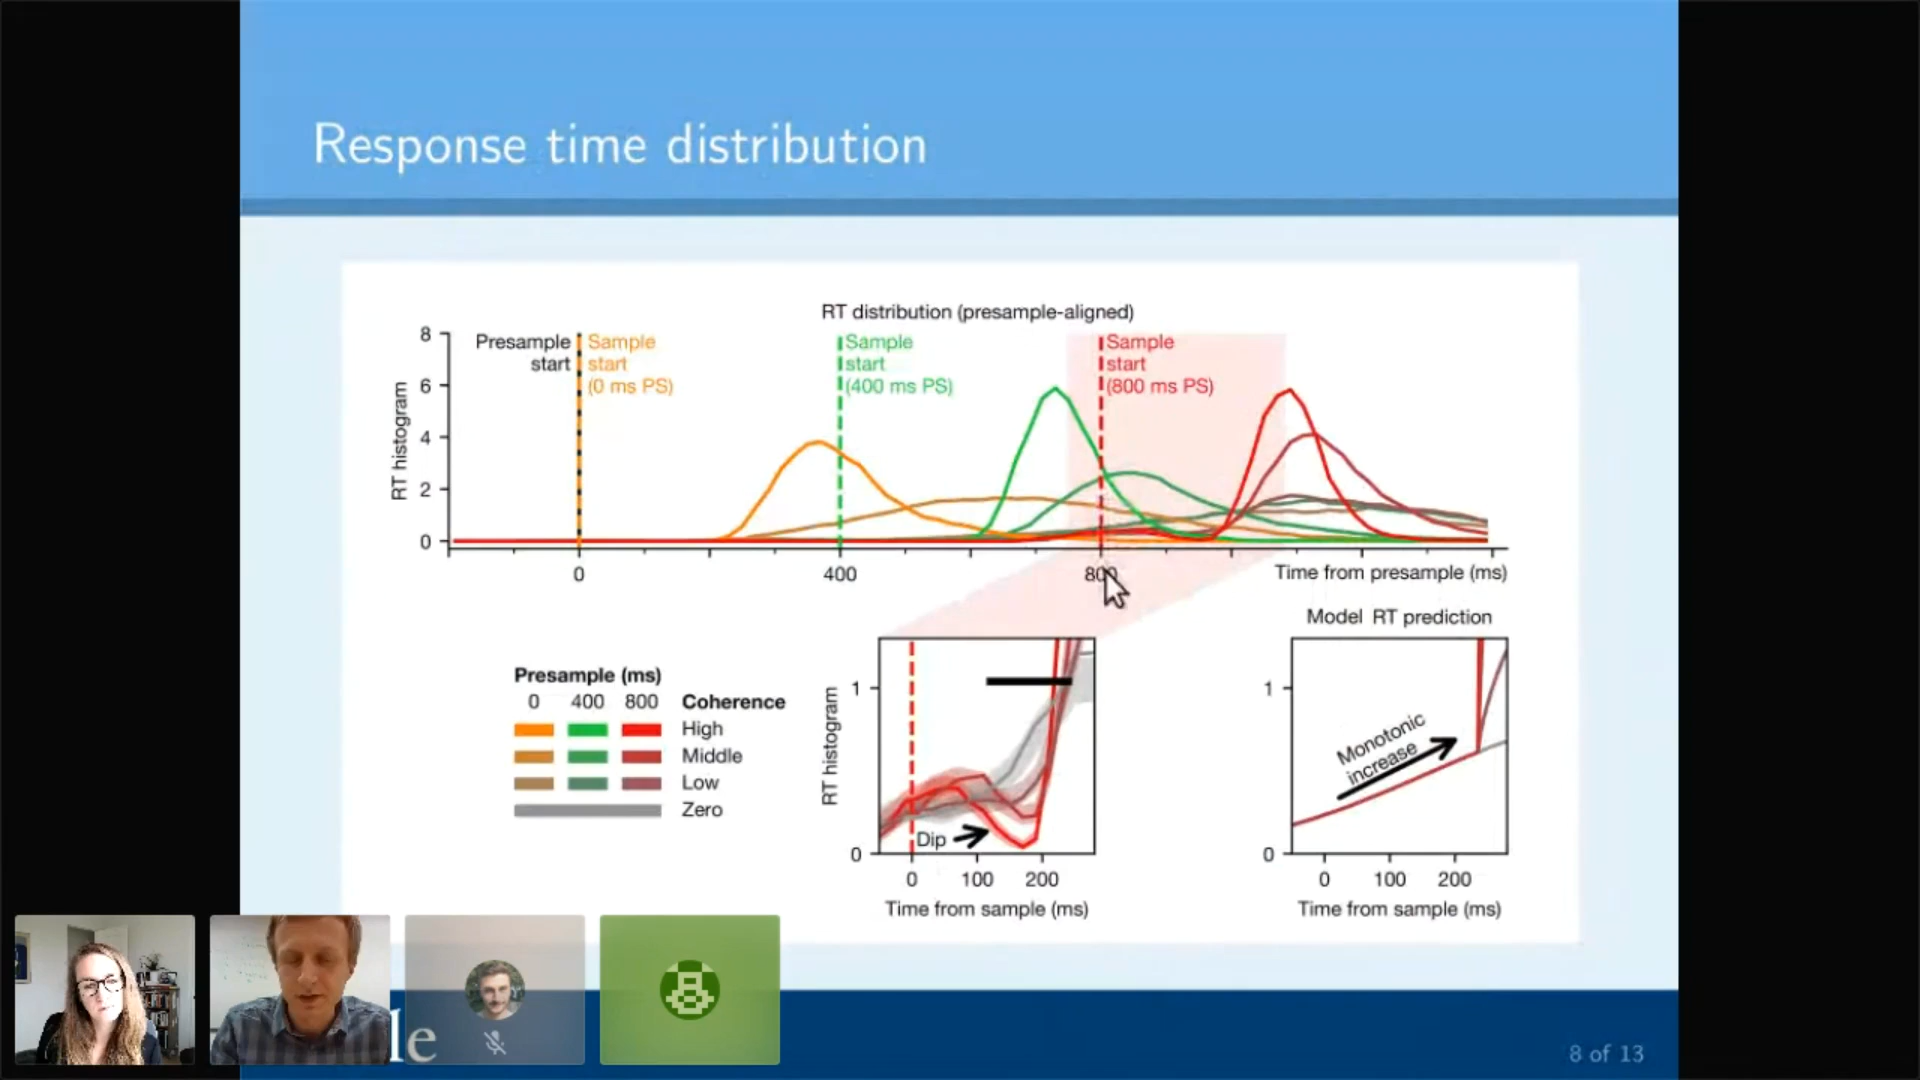 Response time distribution
RT distribution (presample-aligned)
Presample
start
Sample
start
(0 ms PS)
Sample
start
(400 ms PS)
Sample
start
(800 ms PS)
RT histogram
8
6
4
2
0
0
400
800
Time from presample (ms)
Presample (ms)
0 400 800 Coherence
High
Middle
Low
Zero
RT histogram
1
0
Dip
0 100 200
Time from sample (ms)
Model RT prediction
1
0
Monotonic
increase
0 100 200
Time from sample (ms)
le
8 of 13